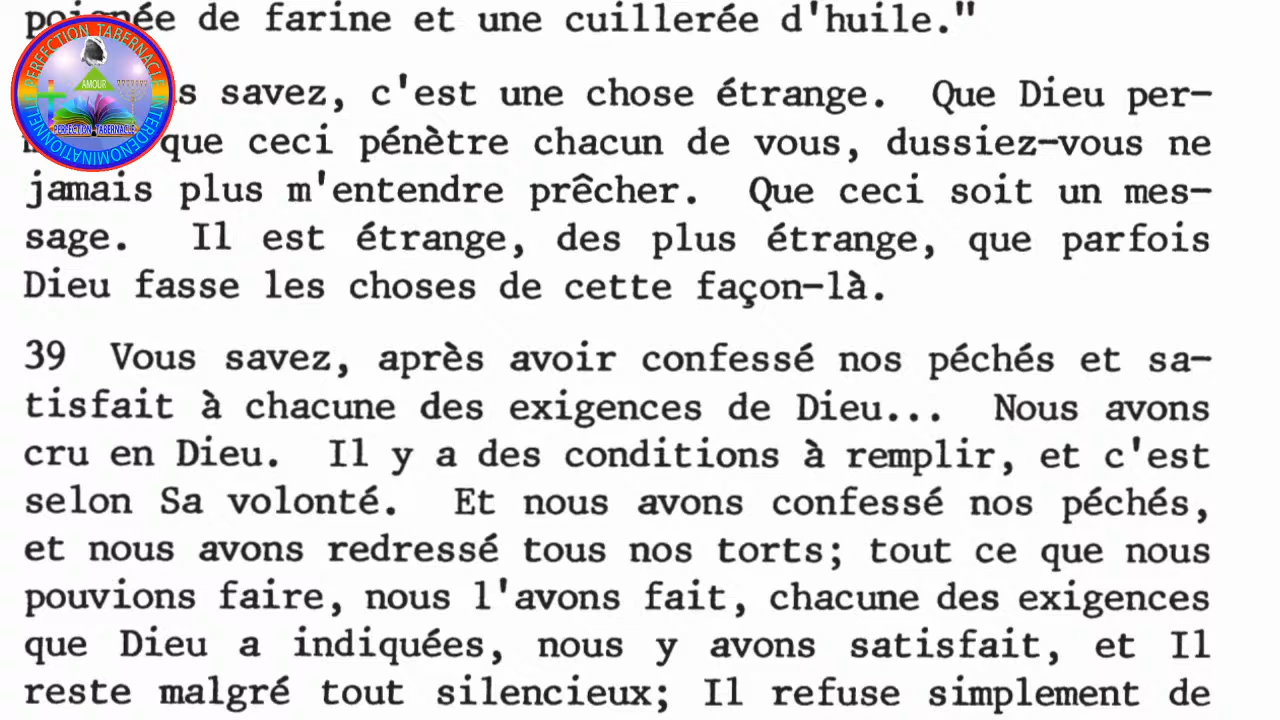 poignée de farine et une cuillerée d'huile."
savez, c'est une chose étrange. Que Dieu per-
que ceci pénètre chacun de vous, dussiez-vous ne
jamais plus m'entendre prêcher. Que ceci soit un mes-
sage. Il est étrange, des plus étrange, que parfois
Dieu fasse les choses de cette façon-là.
39 Vous savez, après avoir confessé nos péchés et sa-
tisfait à chacune des exigences de Dieu... Nous avons
cru en Dieu. Il y a des conditions à remplir, et c'est
selon Sa volonté. Et nous avons confessé nos péchés,
et nous avons redressé tous nos torts; tout ce que nous
pouvions faire, nous l'avons fait, chacune des exigences
que Dieu a indiquées, nous y avons satisfait, et Il
reste malgré tout silencieux; Il refuse simplement de
PERFECTION TABERNACLE INTERDENOMINATIONNEL
AMOUR
PERFECTION TABERNACLE